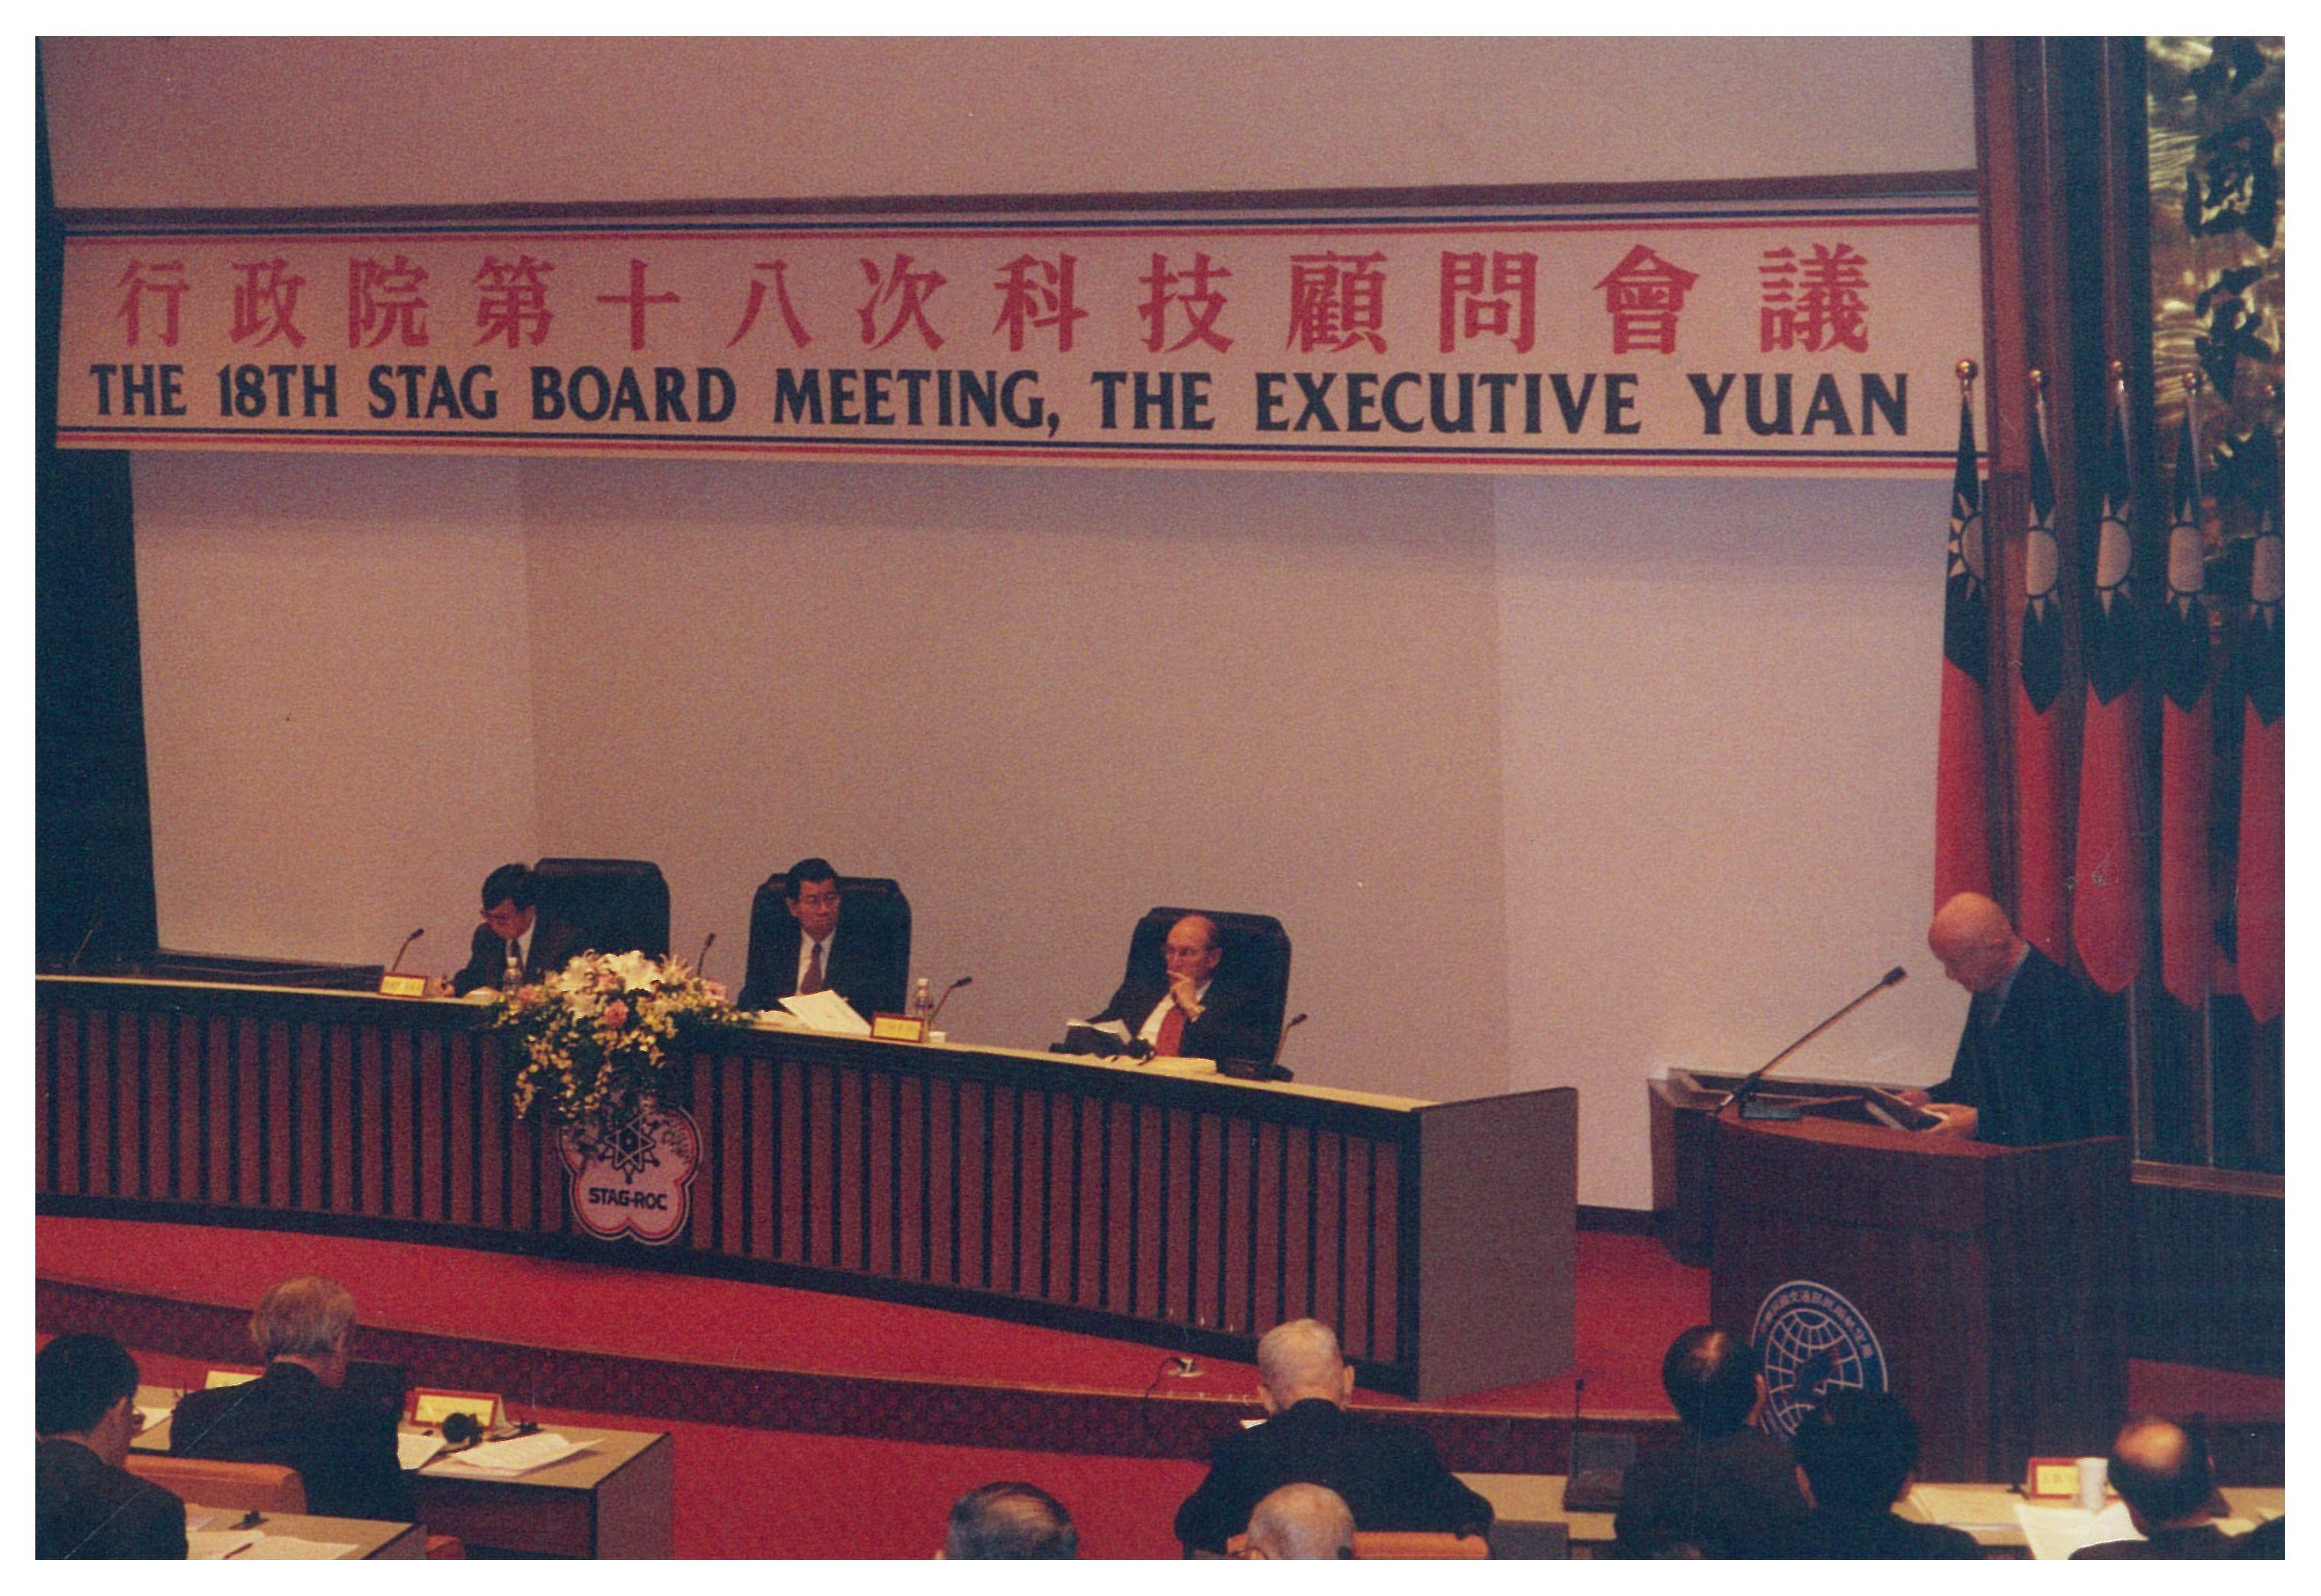 行政院第十八次科技顧問會議
THE 18TH STAG BOARD MEETING, THE EXECUTIVE YUAN
STAG-ROC